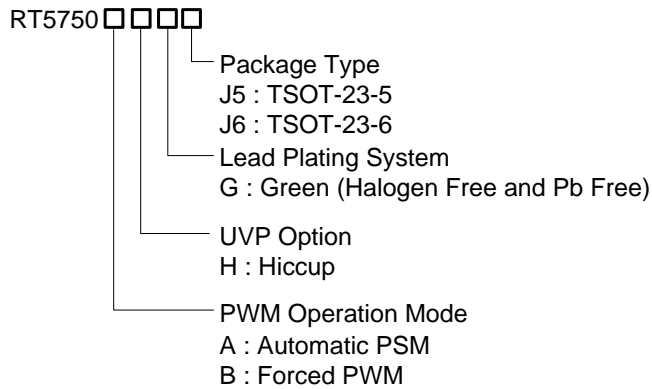 RT5750
Package Type
J5 : TSOT-23-5
J6 : TSOT-23-6
Lead Plating System
G : Green (Halogen Free and Pb Free)
UVP Option
H : Hiccup
PWM Operation Mode
A : Automatic PSM
B : Forced PWM